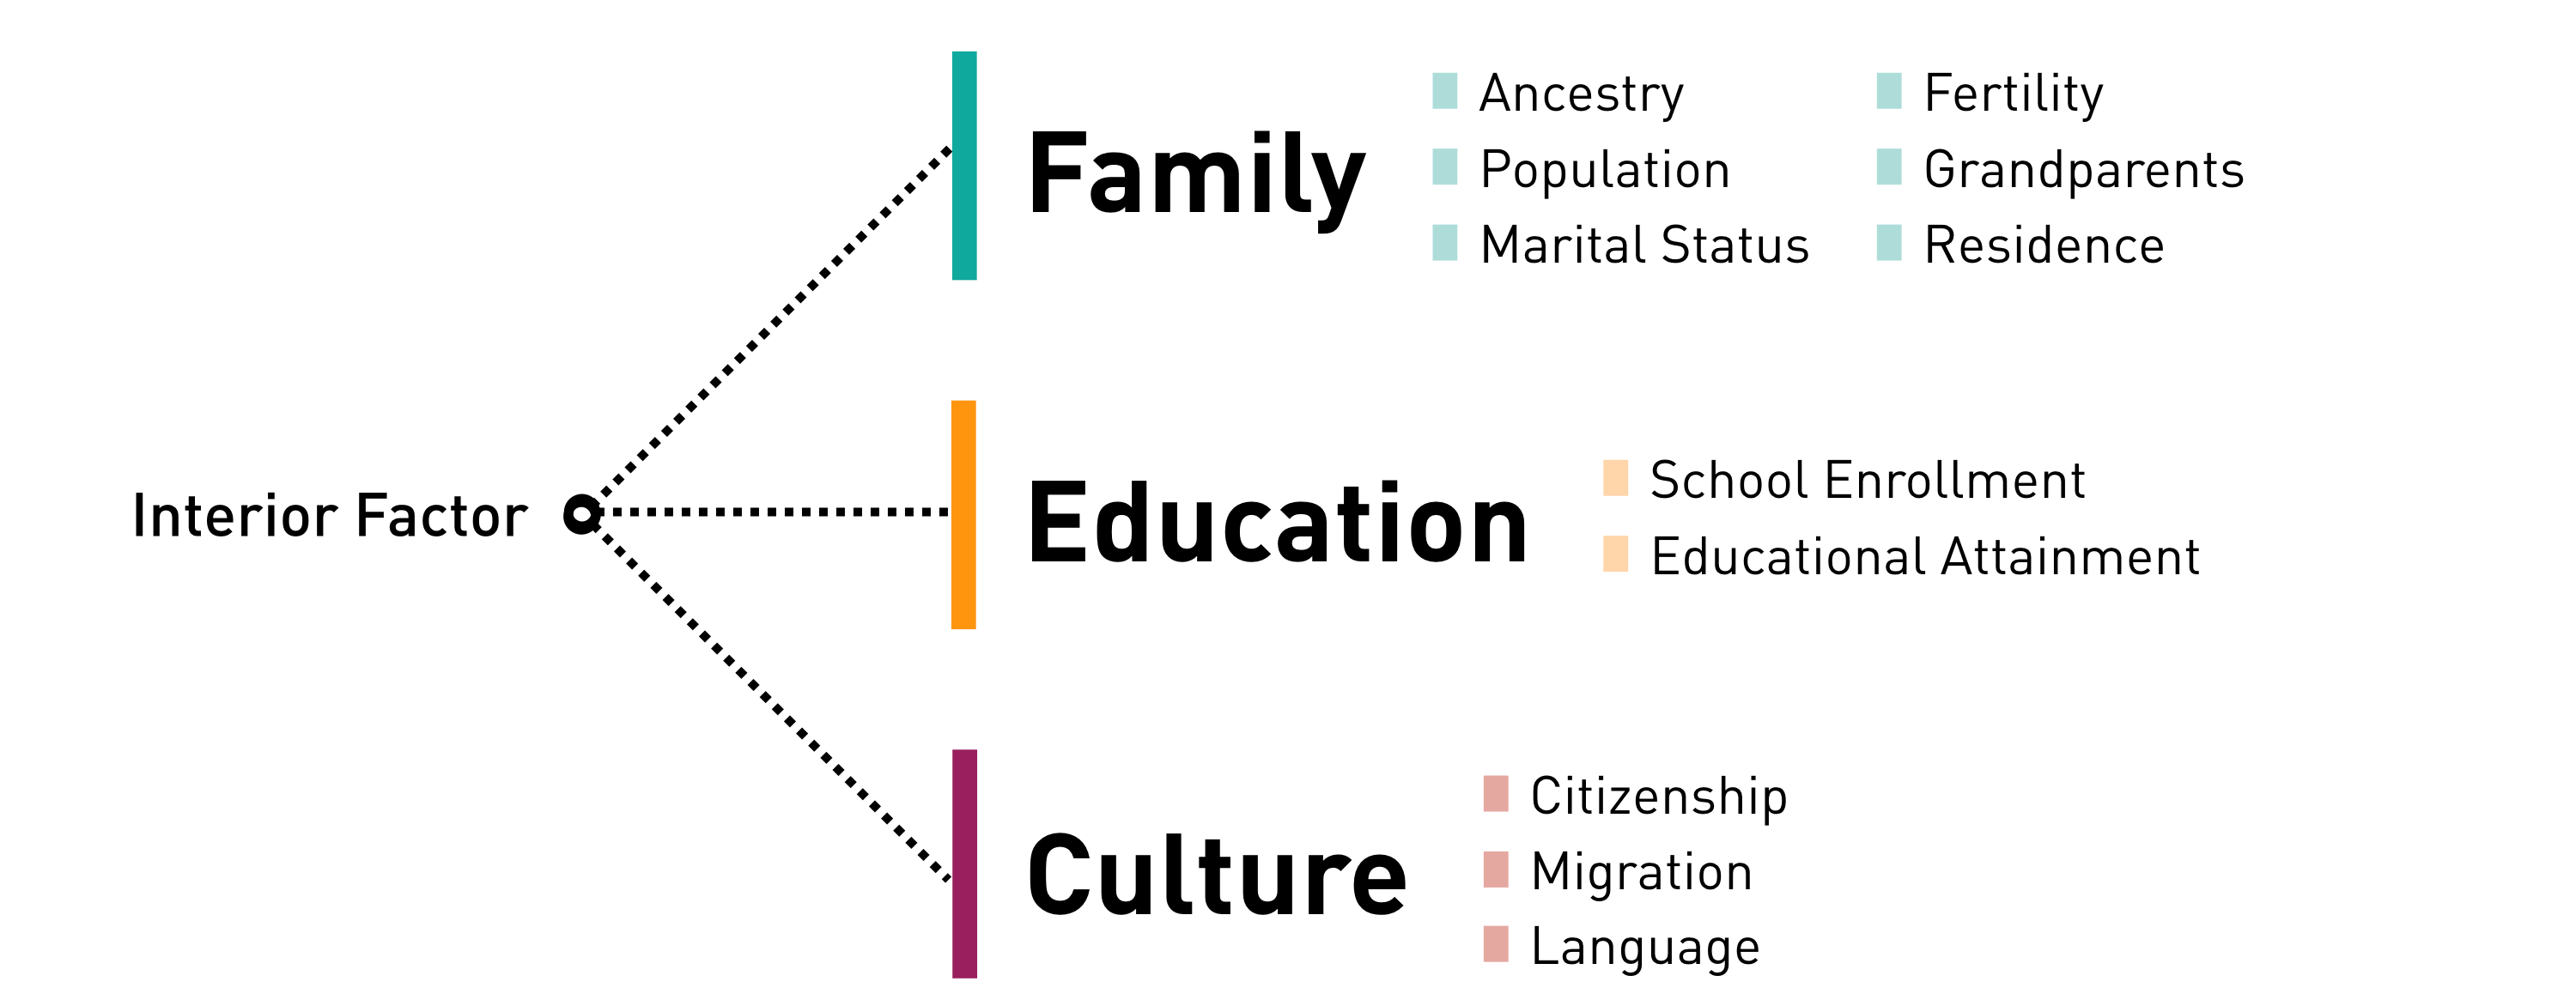 Interior Factor
Family
Ancestry
Population
Marital Status
Fertility
Grandparents
Residence
Education
School Enrollment
Educational Attainment
Culture
Citizenship
Migration
Language